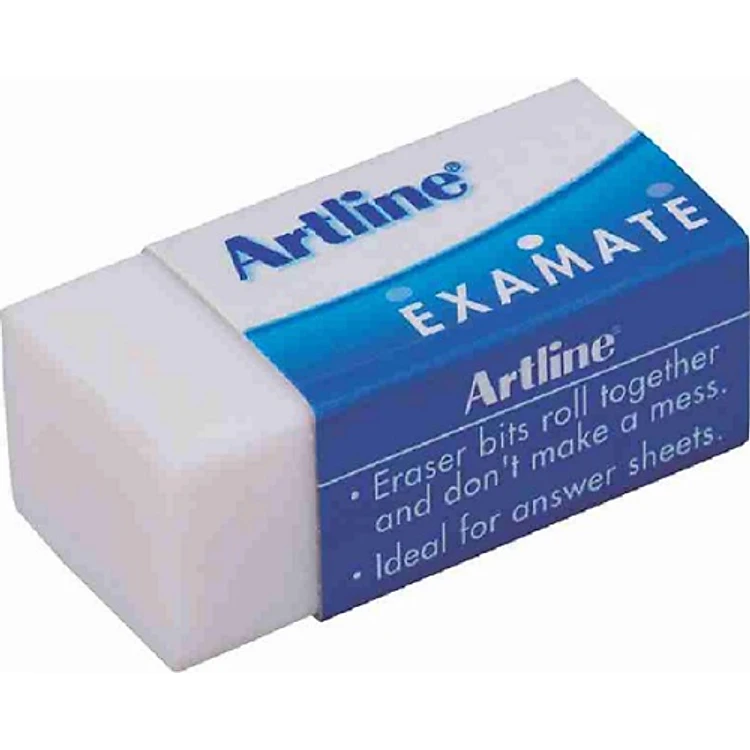 Artline®
EXAMATE
Artline®
• Eraser bits roll together
and don't make a mess.
• Ideal for answer sheets.